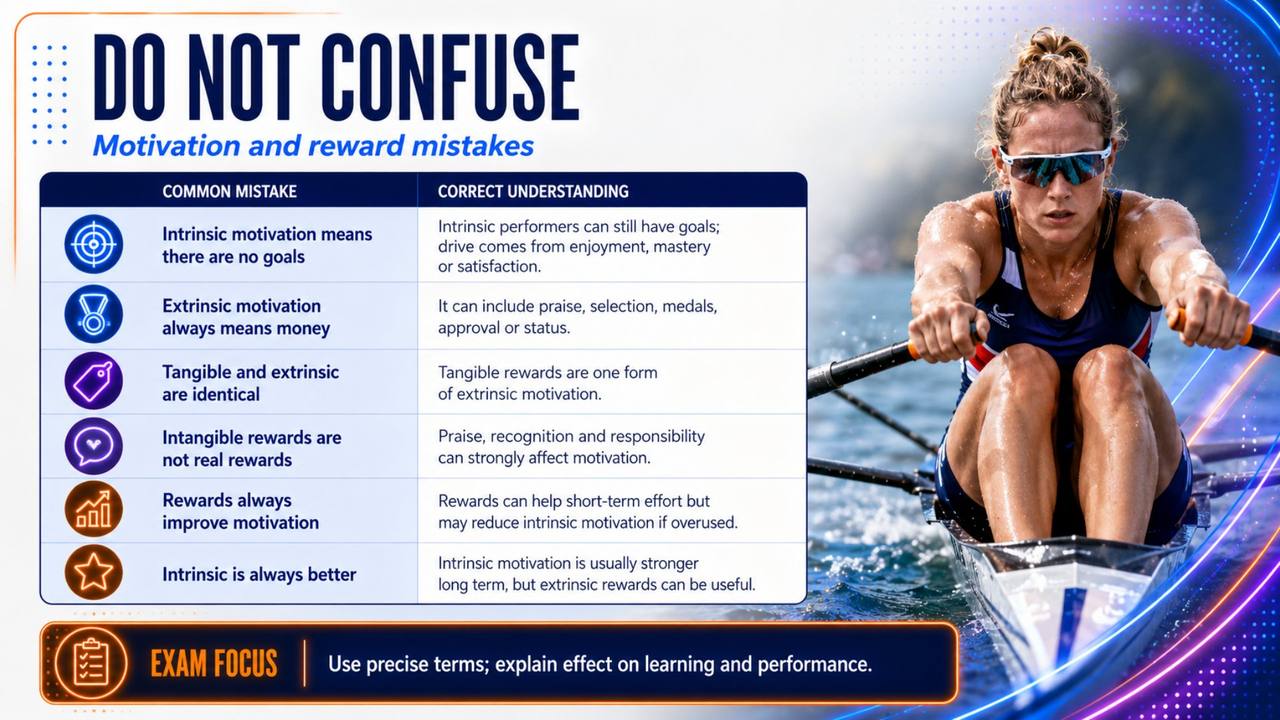 DO NOT CONFUSE
Motivation and reward mistakes
COMMON MISTAKE
CORRECT UNDERSTANDING
Intrinsic motivation means
there are no goals
Intrinsic performers can still have goals;
drive comes from enjoyment, mastery
or satisfaction.
Extrinsic motivation
always means money
It can include praise, selection, medals,
approval or status.
Tangible and extrinsic
are identical
Tangible rewards are one form
of extrinsic motivation.
Intangible rewards are
not real rewards
Praise, recognition and responsibility
can strongly affect motivation.
Rewards always
improve motivation
Rewards can help short-term effort but
may reduce intrinsic motivation if overused.
Intrinsic is always better
Intrinsic motivation is usually stronger
long term, but extrinsic rewards can be useful.
EXAM FOCUS
Use precise terms; explain effect on learning and performance.